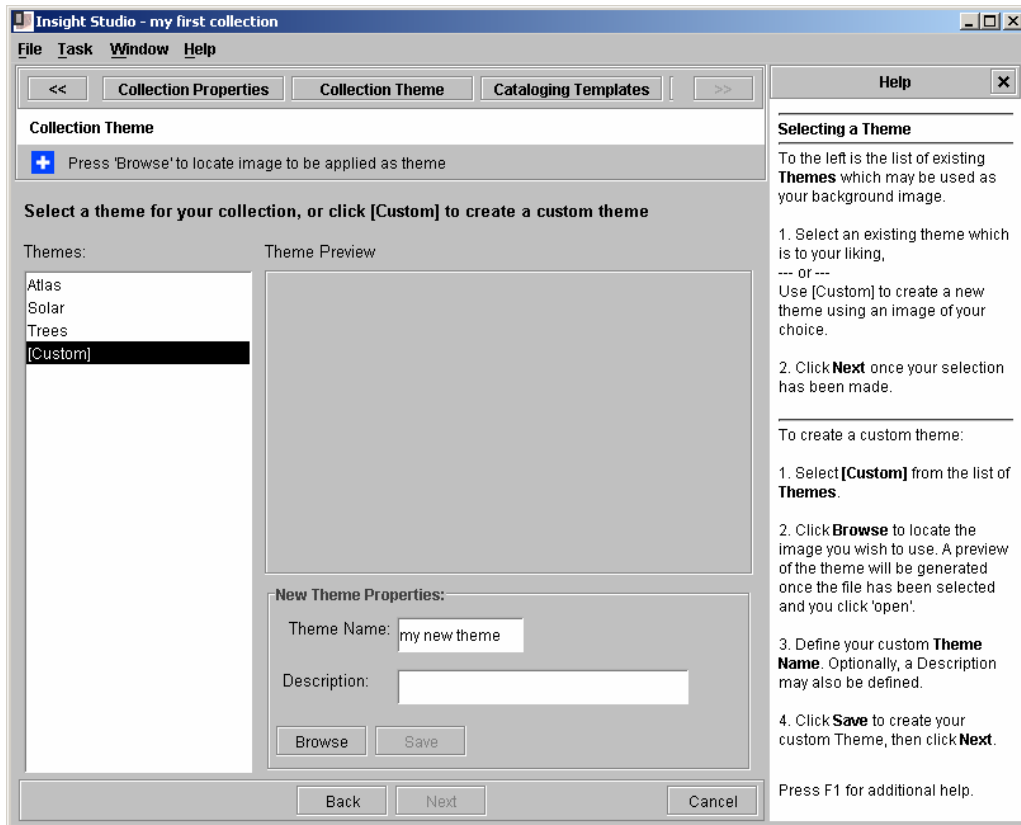 Insight Studio - my first collection
File Task Window Help
<< Collection Properties Collection Theme Cataloging Templates >>
Collection Theme
Press 'Browse' to locate image to be applied as theme
Select a theme for your collection, or click [Custom] to create a custom theme
Themes:
Atlas
Solar
Trees
[Custom]
Theme Preview
New Theme Properties:
Theme Name: my new theme
Description:
Browse Save
Back Next Cancel
Help
Selecting a Theme
To the left is the list of existing
Themes which may be used as
your background image.
1. Select an existing theme which
is to your liking,
--- or ---
Use [Custom] to create a new
theme using an image of your
choice.
2. Click Next once your selection
has been made.
To create a custom theme:
1. Select [Custom] from the list of
Themes.
2. Click Browse to locate the
image you wish to use. A preview
of the theme will be generated
once the file has been selected
and you click 'open'.
3. Define your custom Theme
Name. Optionally, a Description
may also be defined.
4. Click Save to create your
custom Theme, then click Next.
Press F1 for additional help.